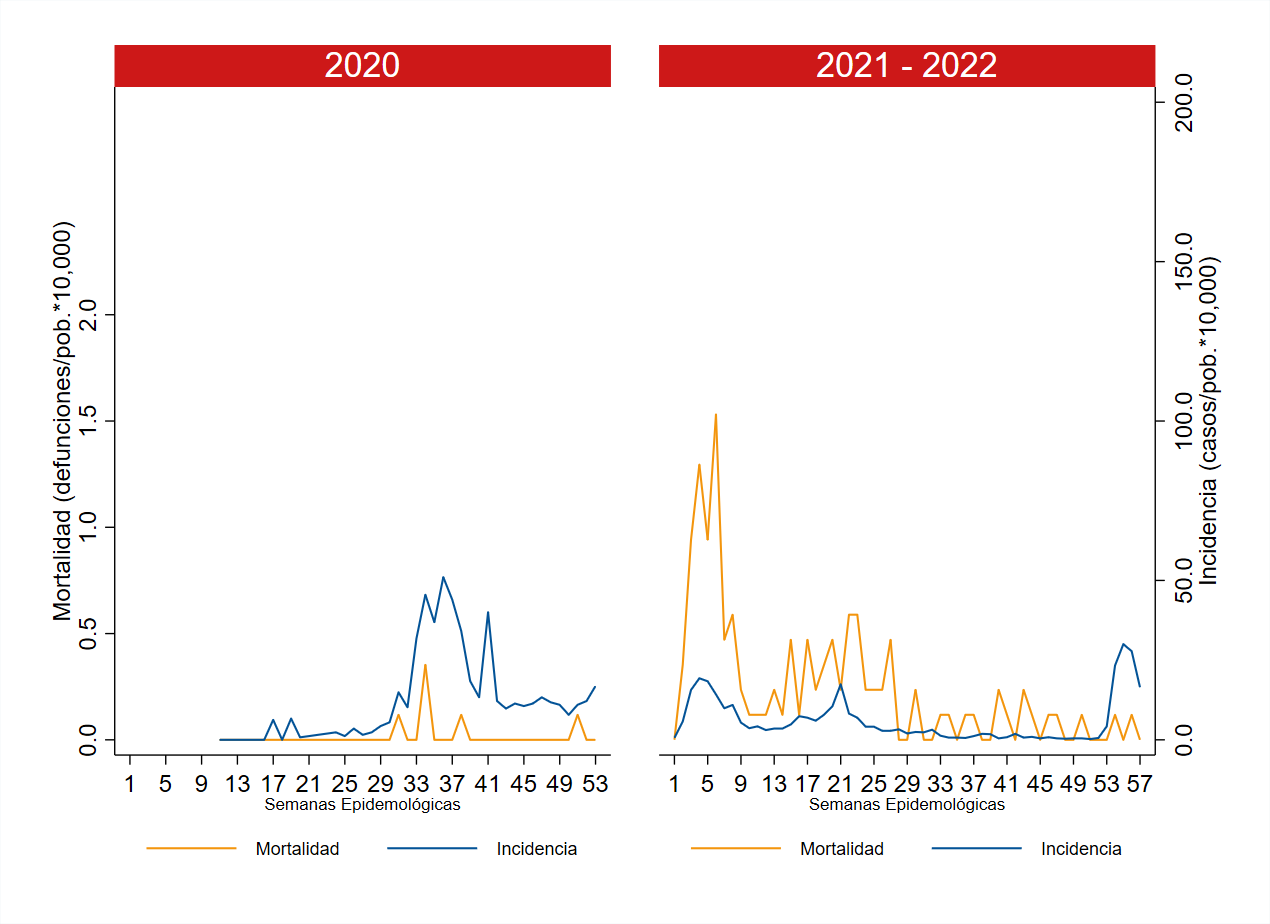 2020
2021 - 2022
Mortalidad (defunciones/pob.*10,000)
2.0
1.5
1.0
0.5
0.0
200.0
150.0
100.0
50.0
0.0
Incidencia (casos/pob.*10,000)
1 5 9 13 17 21 25 29 33 37 41 45 49 53
Semanas Epidemológicas
1 5 9 13 17 21 25 29 33 37 41 45 49 53 57
Semanas Epidemológicas
Mortalidad Incidencia
Mortalidad Incidencia